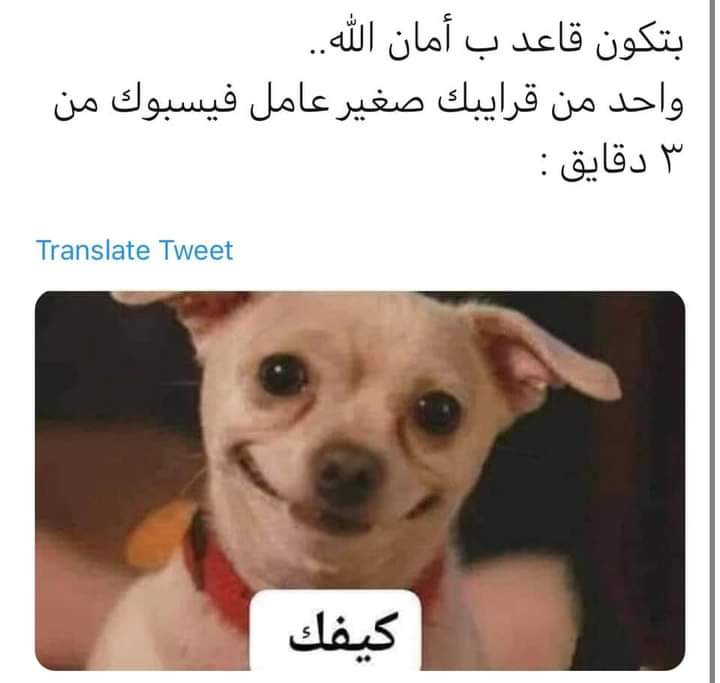 بتكون قاعد ب أمان الله..
واحد من قرايبك صغير عامل فيسبوك من
٣ دقايق :
Translate Tweet
كيفك